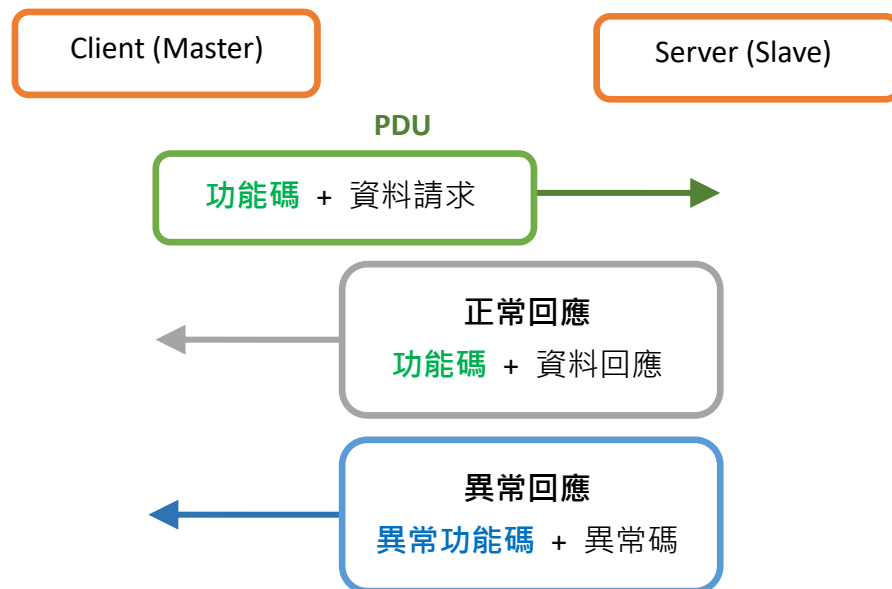 Client (Master)
Server (Slave)
PDU
功能碼 + 資料請求
正常回應
功能碼 + 資料回應
異常回應
異常功能碼 + 異常碼